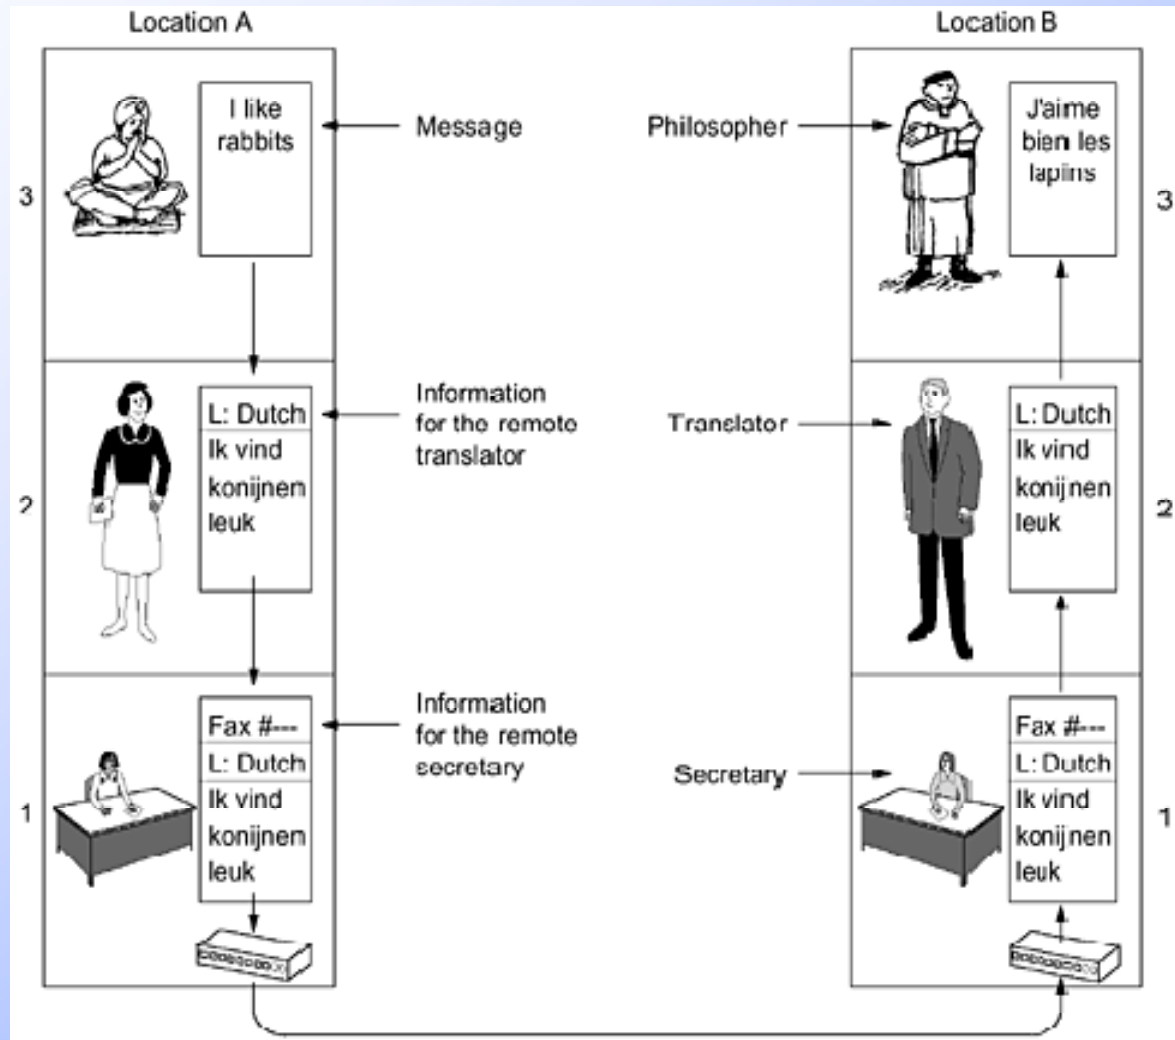 Location A
Location B
I like
rabbits
Message
Philosopher
J'aime
bien les
lapins
3
3
L: Dutch
Ik vind
konijnen
leuk
Information
for the remote
translator
Translator
L: Dutch
Ik vind
konijnen
leuk
2
2
Fax #---
L: Dutch
Ik vind
konijnen
leuk
Information
for the remote
secretary
Secretary
Fax #---
L: Dutch
Ik vind
konijnen
leuk
1
1